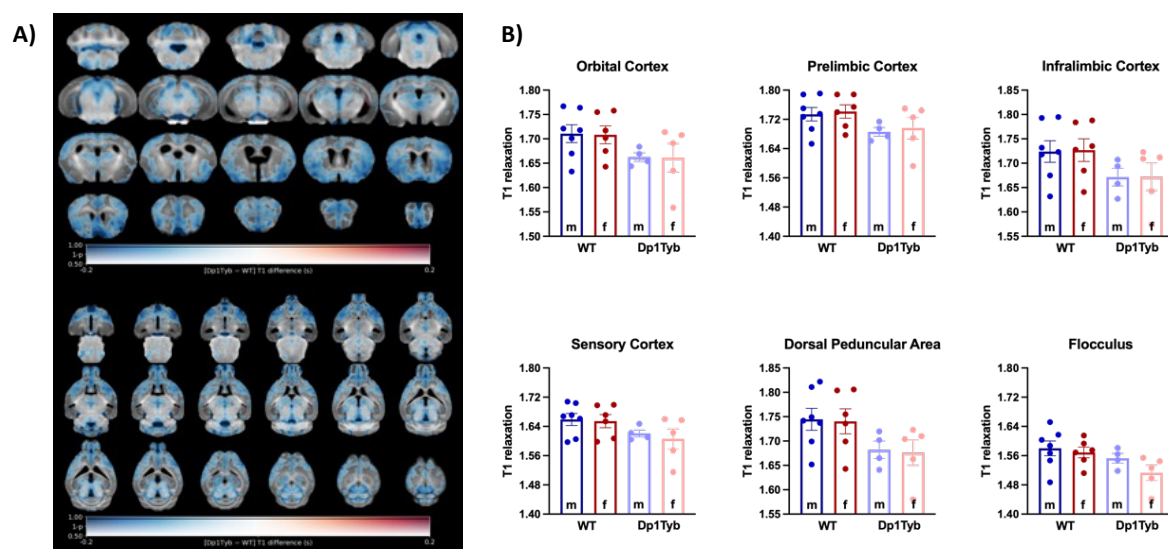 A)
B)
1.00
1-p
0.50
-0.2
0.2
[Dp1Tyb − WT] T1 difference (s)
1.00
1-p
0.50
-0.2
0.2
[Dp1Tyb − WT] T1 difference (s)
Orbital Cortex
T1 relaxation
1.80
1.75
1.70
1.65
1.60
1.55
1.50
m
f
m
f
WT
Dp1Tyb
Prelimbic Cortex
T1 relaxation
1.80
1.72
1.64
1.56
1.48
1.40
m
f
m
f
WT
Dp1Tyb
Infralimbic Cortex
T1 relaxation
1.80
1.75
1.70
1.65
1.60
1.55
m
f
m
f
WT
Dp1Tyb
Sensory Cortex
T1 relaxation
1.80
1.72
1.64
1.56
1.48
1.40
m
f
m
f
WT
Dp1Tyb
Dorsal Peduncular Area
T1 relaxation
1.85
1.80
1.75
1.70
1.65
1.60
1.55
m
f
m
f
WT
Dp1Tyb
Flocculus
T1 relaxation
1.80
1.72
1.64
1.56
1.48
1.40
m
f
m
f
WT
Dp1Tyb